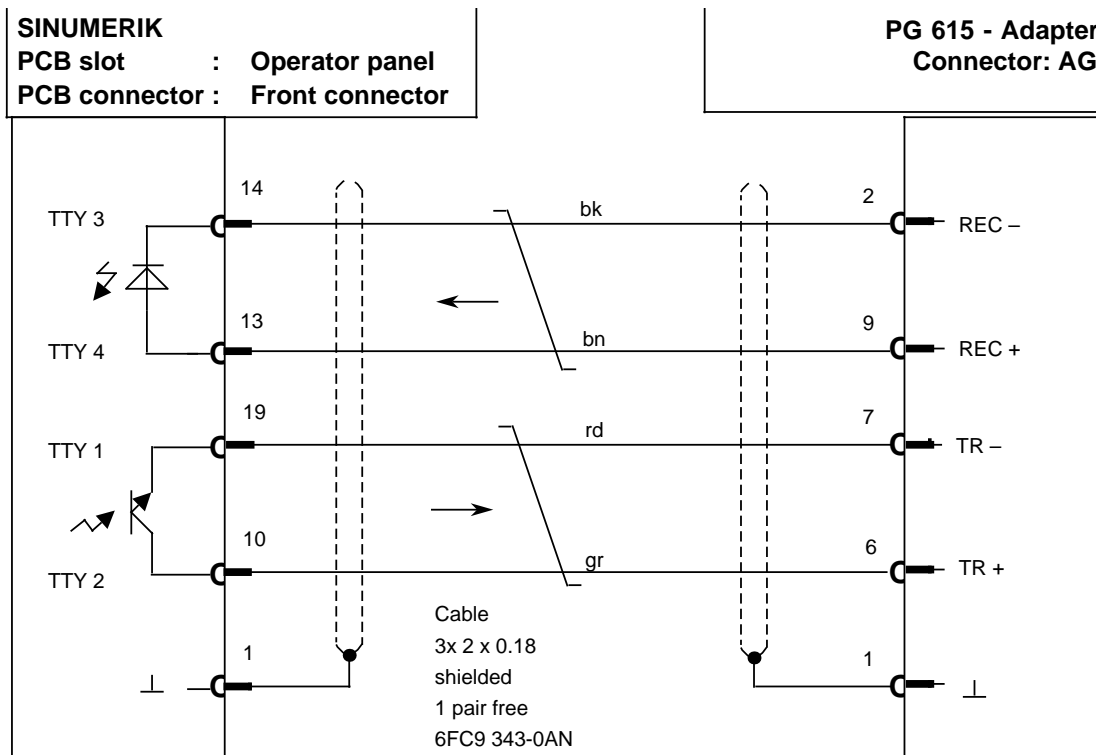 SINUMERIK
PCB slot : Operator panel
PCB connector : Front connector
PG 615 - Adapter
Connector: AG
14
bk
2
TTY 3
REC –
13
9
TTY 4
bn
REC +
19
rd
7
TTY 1
TR –
10
6
TTY 2
gr
TR +
Cable
3x 2 x 0.18
shielded
1 pair free
6FC9 343-0AN
1
1